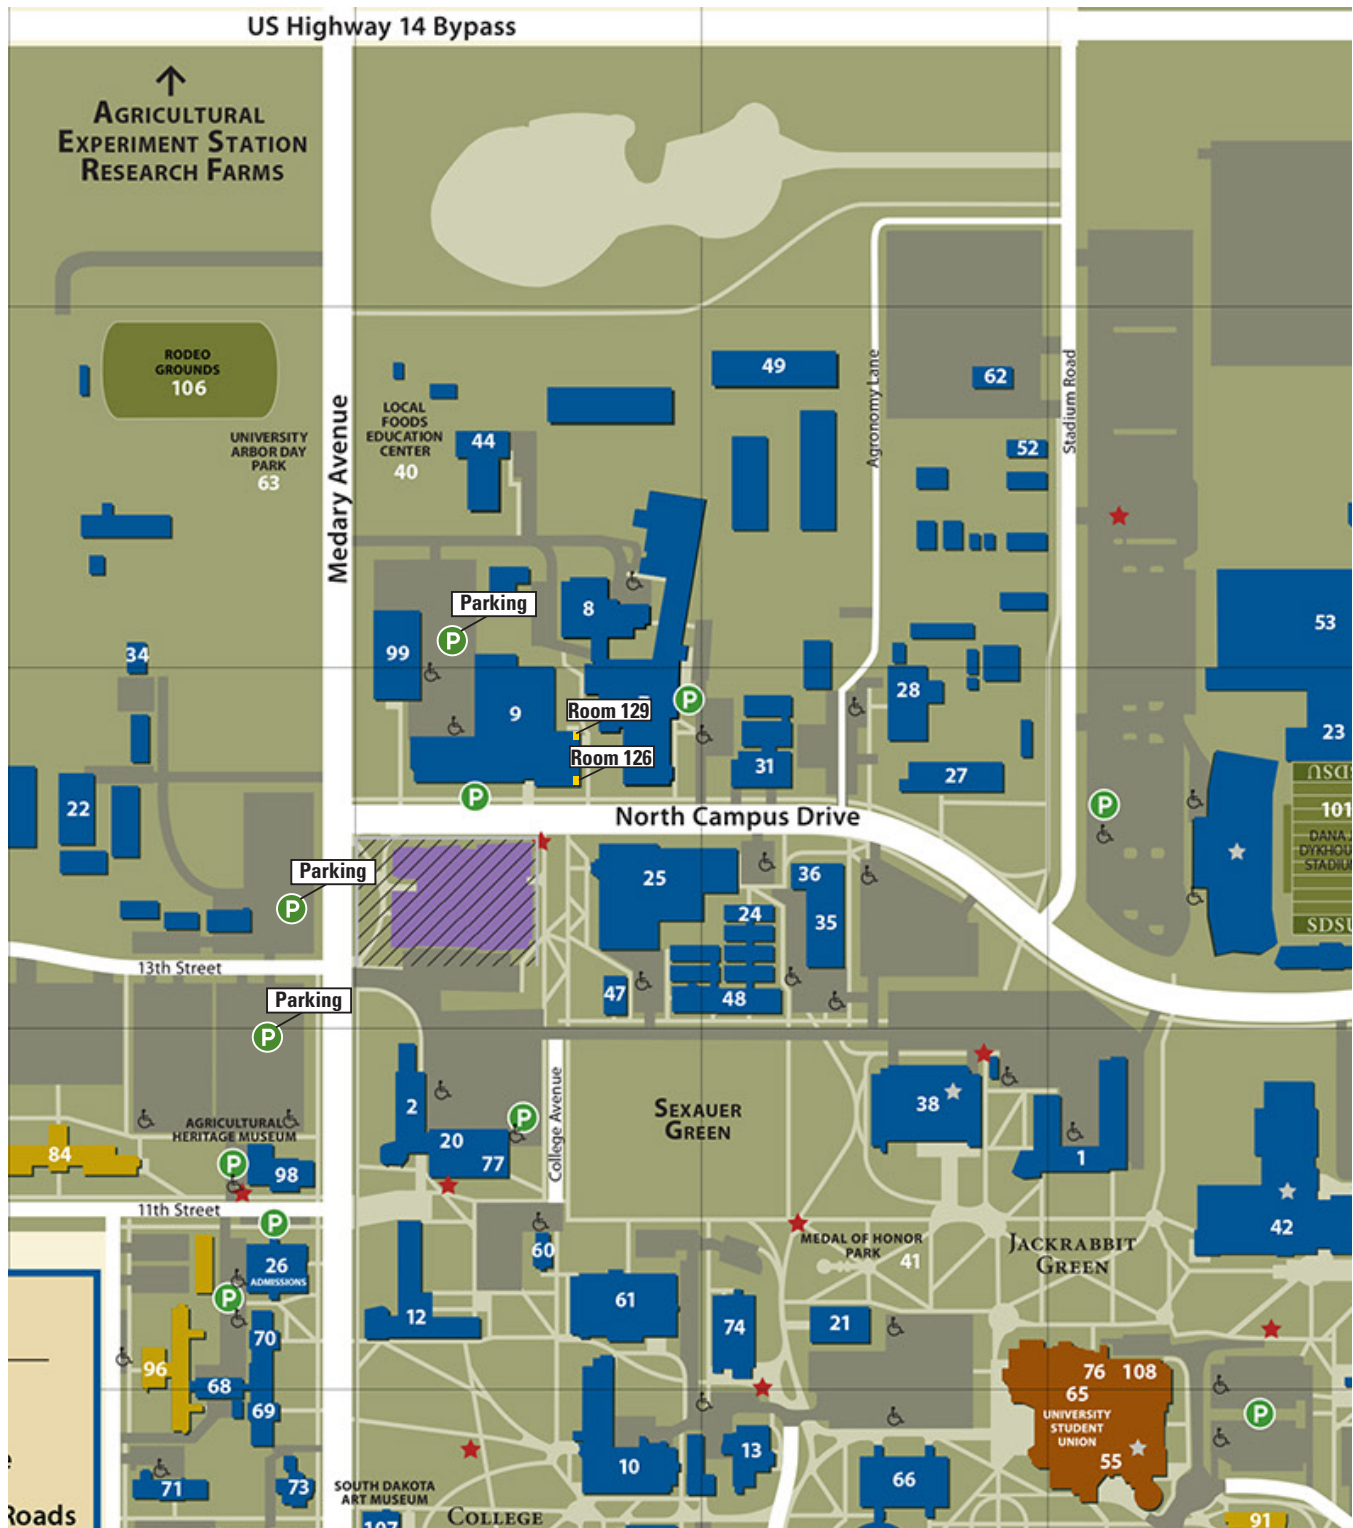 US Highway 14 Bypass
AGRICULTURAL
EXPERIMENT STATION
RESEARCH FARMS
RODEO
GROUNDS
106
UNIVERSITY
ARBOR DAY
PARK
63
Medary Avenue
LOCAL
FOODS
EDUCATION
CENTER
40
44
49
Agronomy Lane
62
52
Stadium Road
Parking
P
8
99
34
9
Room 129
Room 126
P
P
31
28
27
53
23
22
North Campus Drive
P
SDSU
101
DANA J.
DYKHOU
STADIUM
SDSU
Parking
P
25
36
24
35
47
48
13th Street
Parking
P
2
20
77
P
College Avenue
SEXAUER
GREEN
38
1
AGRICULTURAL
HERITAGE MUSEUM
84
P
98
11th Street
P
26
ADMISSIONS
P
60
MEDAL OF HONOR
PARK
41
JACKRABBIT
GREEN
42
12
61
74
21
70
96
68
69
76
108
65
UNIVERSITY
STUDENT
UNION
55
P
71
73
10
13
66
SOUTH DAKOTA
ART MUSEUM
107
COLLEGE
91
Roads